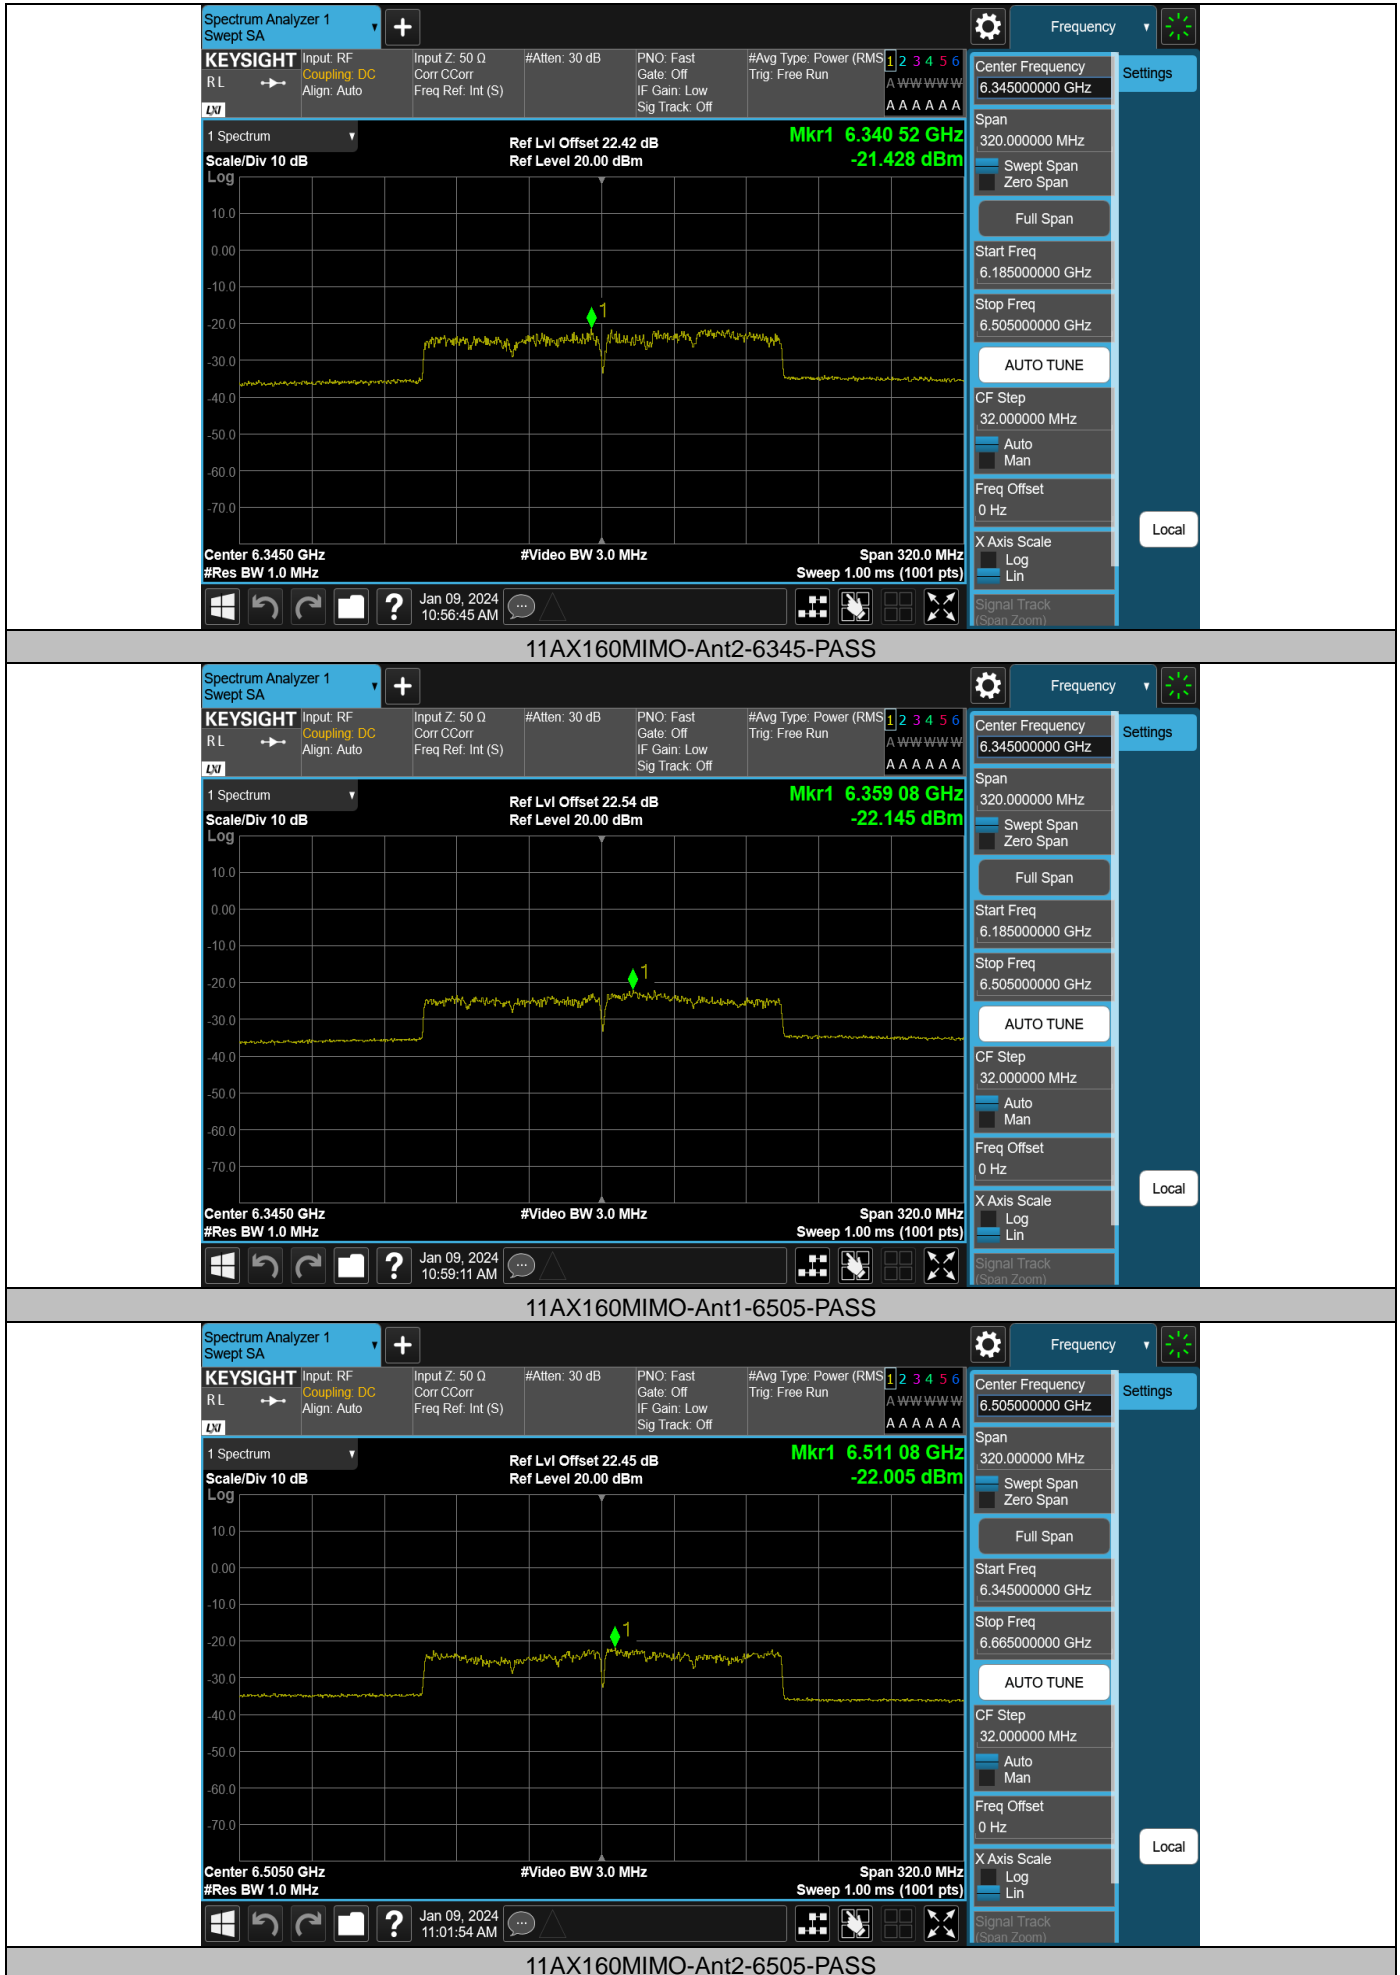 Spectrum Analyzer 1
Swept SA
Frequency
KEYSIGHT
R L
LXI
Input: RF
Coupling: DC
Align: Auto
Input Z: 50 Ω
Corr CCorr
Freq Ref: Int (S)
#Atten: 30 dB
PNO: Fast
Gate: Off
IF Gain: Low
Sig Track: Off
#Avg Type: Power (RMS
Trig: Free Run
1 2 3 4 5 6
A W W W W W
A A A A A A
Center Frequency
6.345000000 GHz
Settings
Span
320.000000 MHz
Swept Span
Zero Span
Full Span
Start Freq
6.185000000 GHz
Stop Freq
6.505000000 GHz
AUTO TUNE
CF Step
32.000000 MHz
Auto
Man
Freq Offset
0 Hz
X Axis Scale
Log
Lin
Signal Track
(Span Zoom)
Local
1 Spectrum
Scale/Div 10 dB
Log
Ref Lvl Offset 22.42 dB
Ref Level 20.00 dBm
Mkr1 6.340 52 GHz
-21.428 dBm
10.0
0.00
-10.0
-20.0
-30.0
-40.0
-50.0
-60.0
-70.0
1
Center 6.3450 GHz
#Res BW 1.0 MHz
#Video BW 3.0 MHz
Span 320.0 MHz
Sweep 1.00 ms (1001 pts)
Jan 09, 2024
10:56:45 AM
11AX160MIMO-Ant2-6345-PASS
Spectrum Analyzer 1
Swept SA
Frequency
KEYSIGHT
R L
LXI
Input: RF
Coupling: DC
Align: Auto
Input Z: 50 Ω
Corr CCorr
Freq Ref: Int (S)
#Atten: 30 dB
PNO: Fast
Gate: Off
IF Gain: Low
Sig Track: Off
#Avg Type: Power (RMS
Trig: Free Run
1 2 3 4 5 6
A W W W W W
A A A A A A
Center Frequency
6.345000000 GHz
Settings
Span
320.000000 MHz
Swept Span
Zero Span
Full Span
Start Freq
6.185000000 GHz
Stop Freq
6.505000000 GHz
AUTO TUNE
CF Step
32.000000 MHz
Auto
Man
Freq Offset
0 Hz
X Axis Scale
Log
Lin
Signal Track
(Span Zoom)
Local
1 Spectrum
Scale/Div 10 dB
Log
Ref Lvl Offset 22.54 dB
Ref Level 20.00 dBm
Mkr1 6.359 08 GHz
-22.145 dBm
10.0
0.00
-10.0
-20.0
-30.0
-40.0
-50.0
-60.0
-70.0
1
Center 6.3450 GHz
#Res BW 1.0 MHz
#Video BW 3.0 MHz
Span 320.0 MHz
Sweep 1.00 ms (1001 pts)
Jan 09, 2024
10:59:11 AM
11AX160MIMO-Ant1-6505-PASS
Spectrum Analyzer 1
Swept SA
Frequency
KEYSIGHT
R L
LXI
Input: RF
Coupling: DC
Align: Auto
Input Z: 50 Ω
Corr CCorr
Freq Ref: Int (S)
#Atten: 30 dB
PNO: Fast
Gate: Off
IF Gain: Low
Sig Track: Off
#Avg Type: Power (RMS
Trig: Free Run
1 2 3 4 5 6
A W W W W W
A A A A A A
Center Frequency
6.505000000 GHz
Settings
Span
320.000000 MHz
Swept Span
Zero Span
Full Span
Start Freq
6.345000000 GHz
Stop Freq
6.665000000 GHz
AUTO TUNE
CF Step
32.000000 MHz
Auto
Man
Freq Offset
0 Hz
X Axis Scale
Log
Lin
Signal Track
(Span Zoom)
Local
1 Spectrum
Scale/Div 10 dB
Log
Ref Lvl Offset 22.45 dB
Ref Level 20.00 dBm
Mkr1 6.511 08 GHz
-22.005 dBm
10.0
0.00
-10.0
-20.0
-30.0
-40.0
-50.0
-60.0
-70.0
1
Center 6.5050 GHz
#Res BW 1.0 MHz
#Video BW 3.0 MHz
Span 320.0 MHz
Sweep 1.00 ms (1001 pts)
Jan 09, 2024
11:01:54 AM
11AX160MIMO-Ant2-6505-PASS